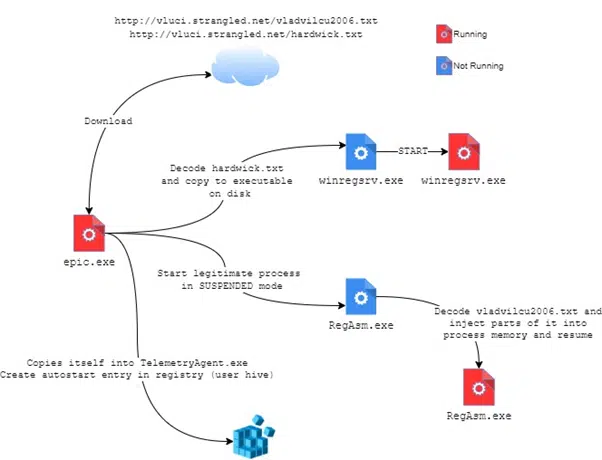 http://vluci.strangled.net/vladvilcu2006.txt
http://vluci.strangled.net/hardwick.txt
Running
Not Running
Download
Decode hardwick.txt
and copy to executable
on disk
winregsrv.exe
START
winregsrv.exe
epic.exe
Start legitimate process
in SUSPENDED mode
RegAsm.exe
Decode vladvilcu2006.txt and
inject parts of it into
process memory and resume
RegAsm.exe
Copies itself into TelemetryAgent.exe
Create autostart entry in registry (user hive)